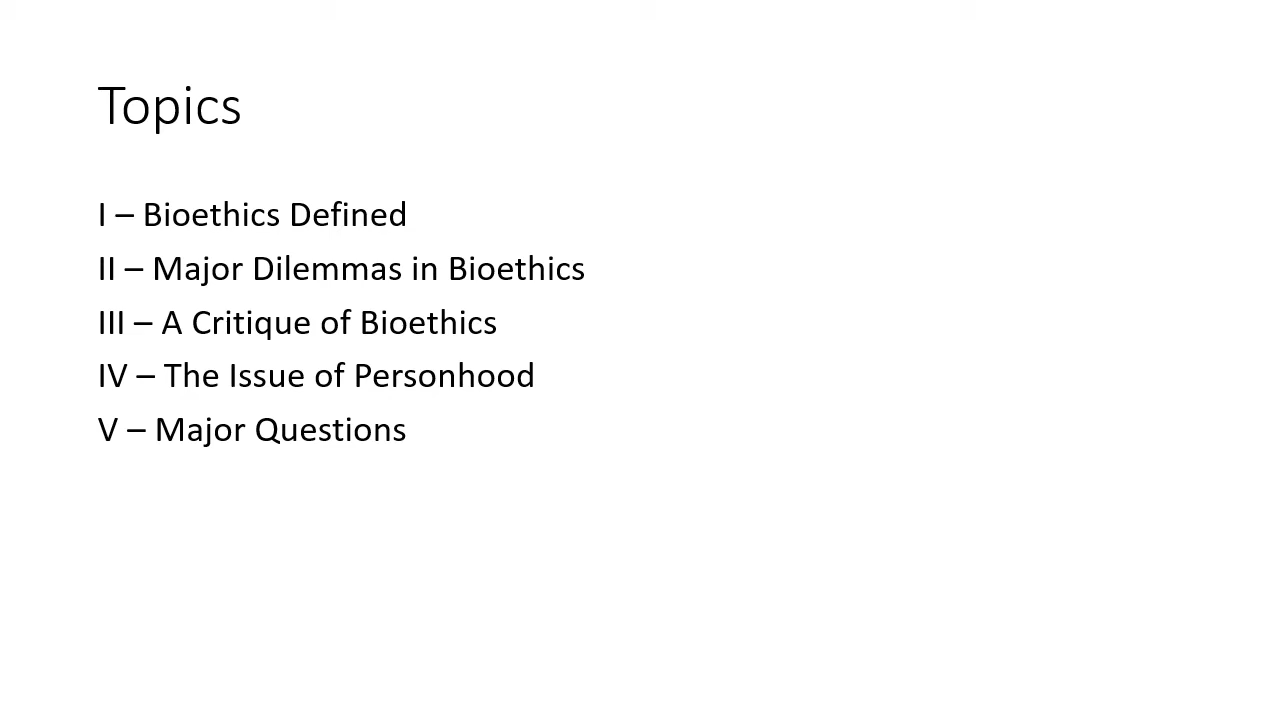 Topics
I – Bioethics Defined
II – Major Dilemmas in Bioethics
III – A Critique of Bioethics
IV – The Issue of Personhood
V – Major Questions